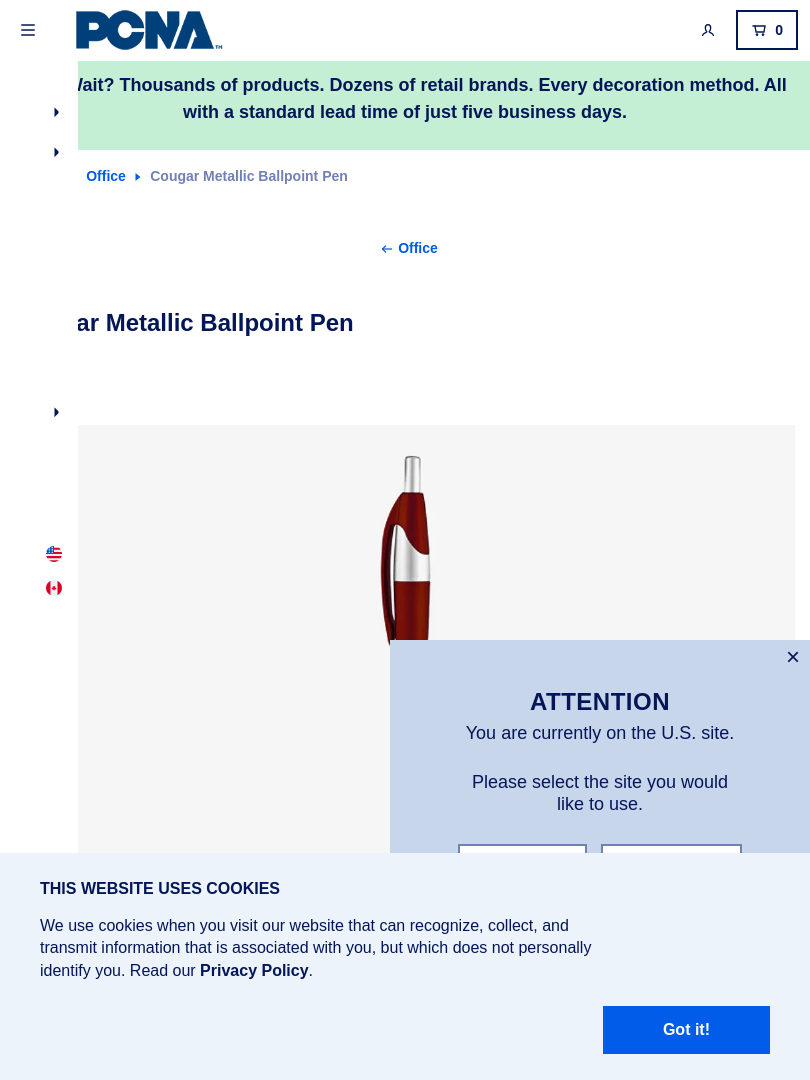 PCNA™
0
Wait? Thousands of products. Dozens of retail brands. Every decoration method. All
with a standard lead time of just five business days.
Office Cougar Metallic Ballpoint Pen
← Office
ar Metallic Ballpoint Pen
ATTENTION
You are currently on the U.S. site.
Please select the site you would
like to use.
THIS WEBSITE USES COOKIES
We use cookies when you visit our website that can recognize, collect, and
transmit information that is associated with you, but which does not personally
identify you. Read our Privacy Policy.
Got it!